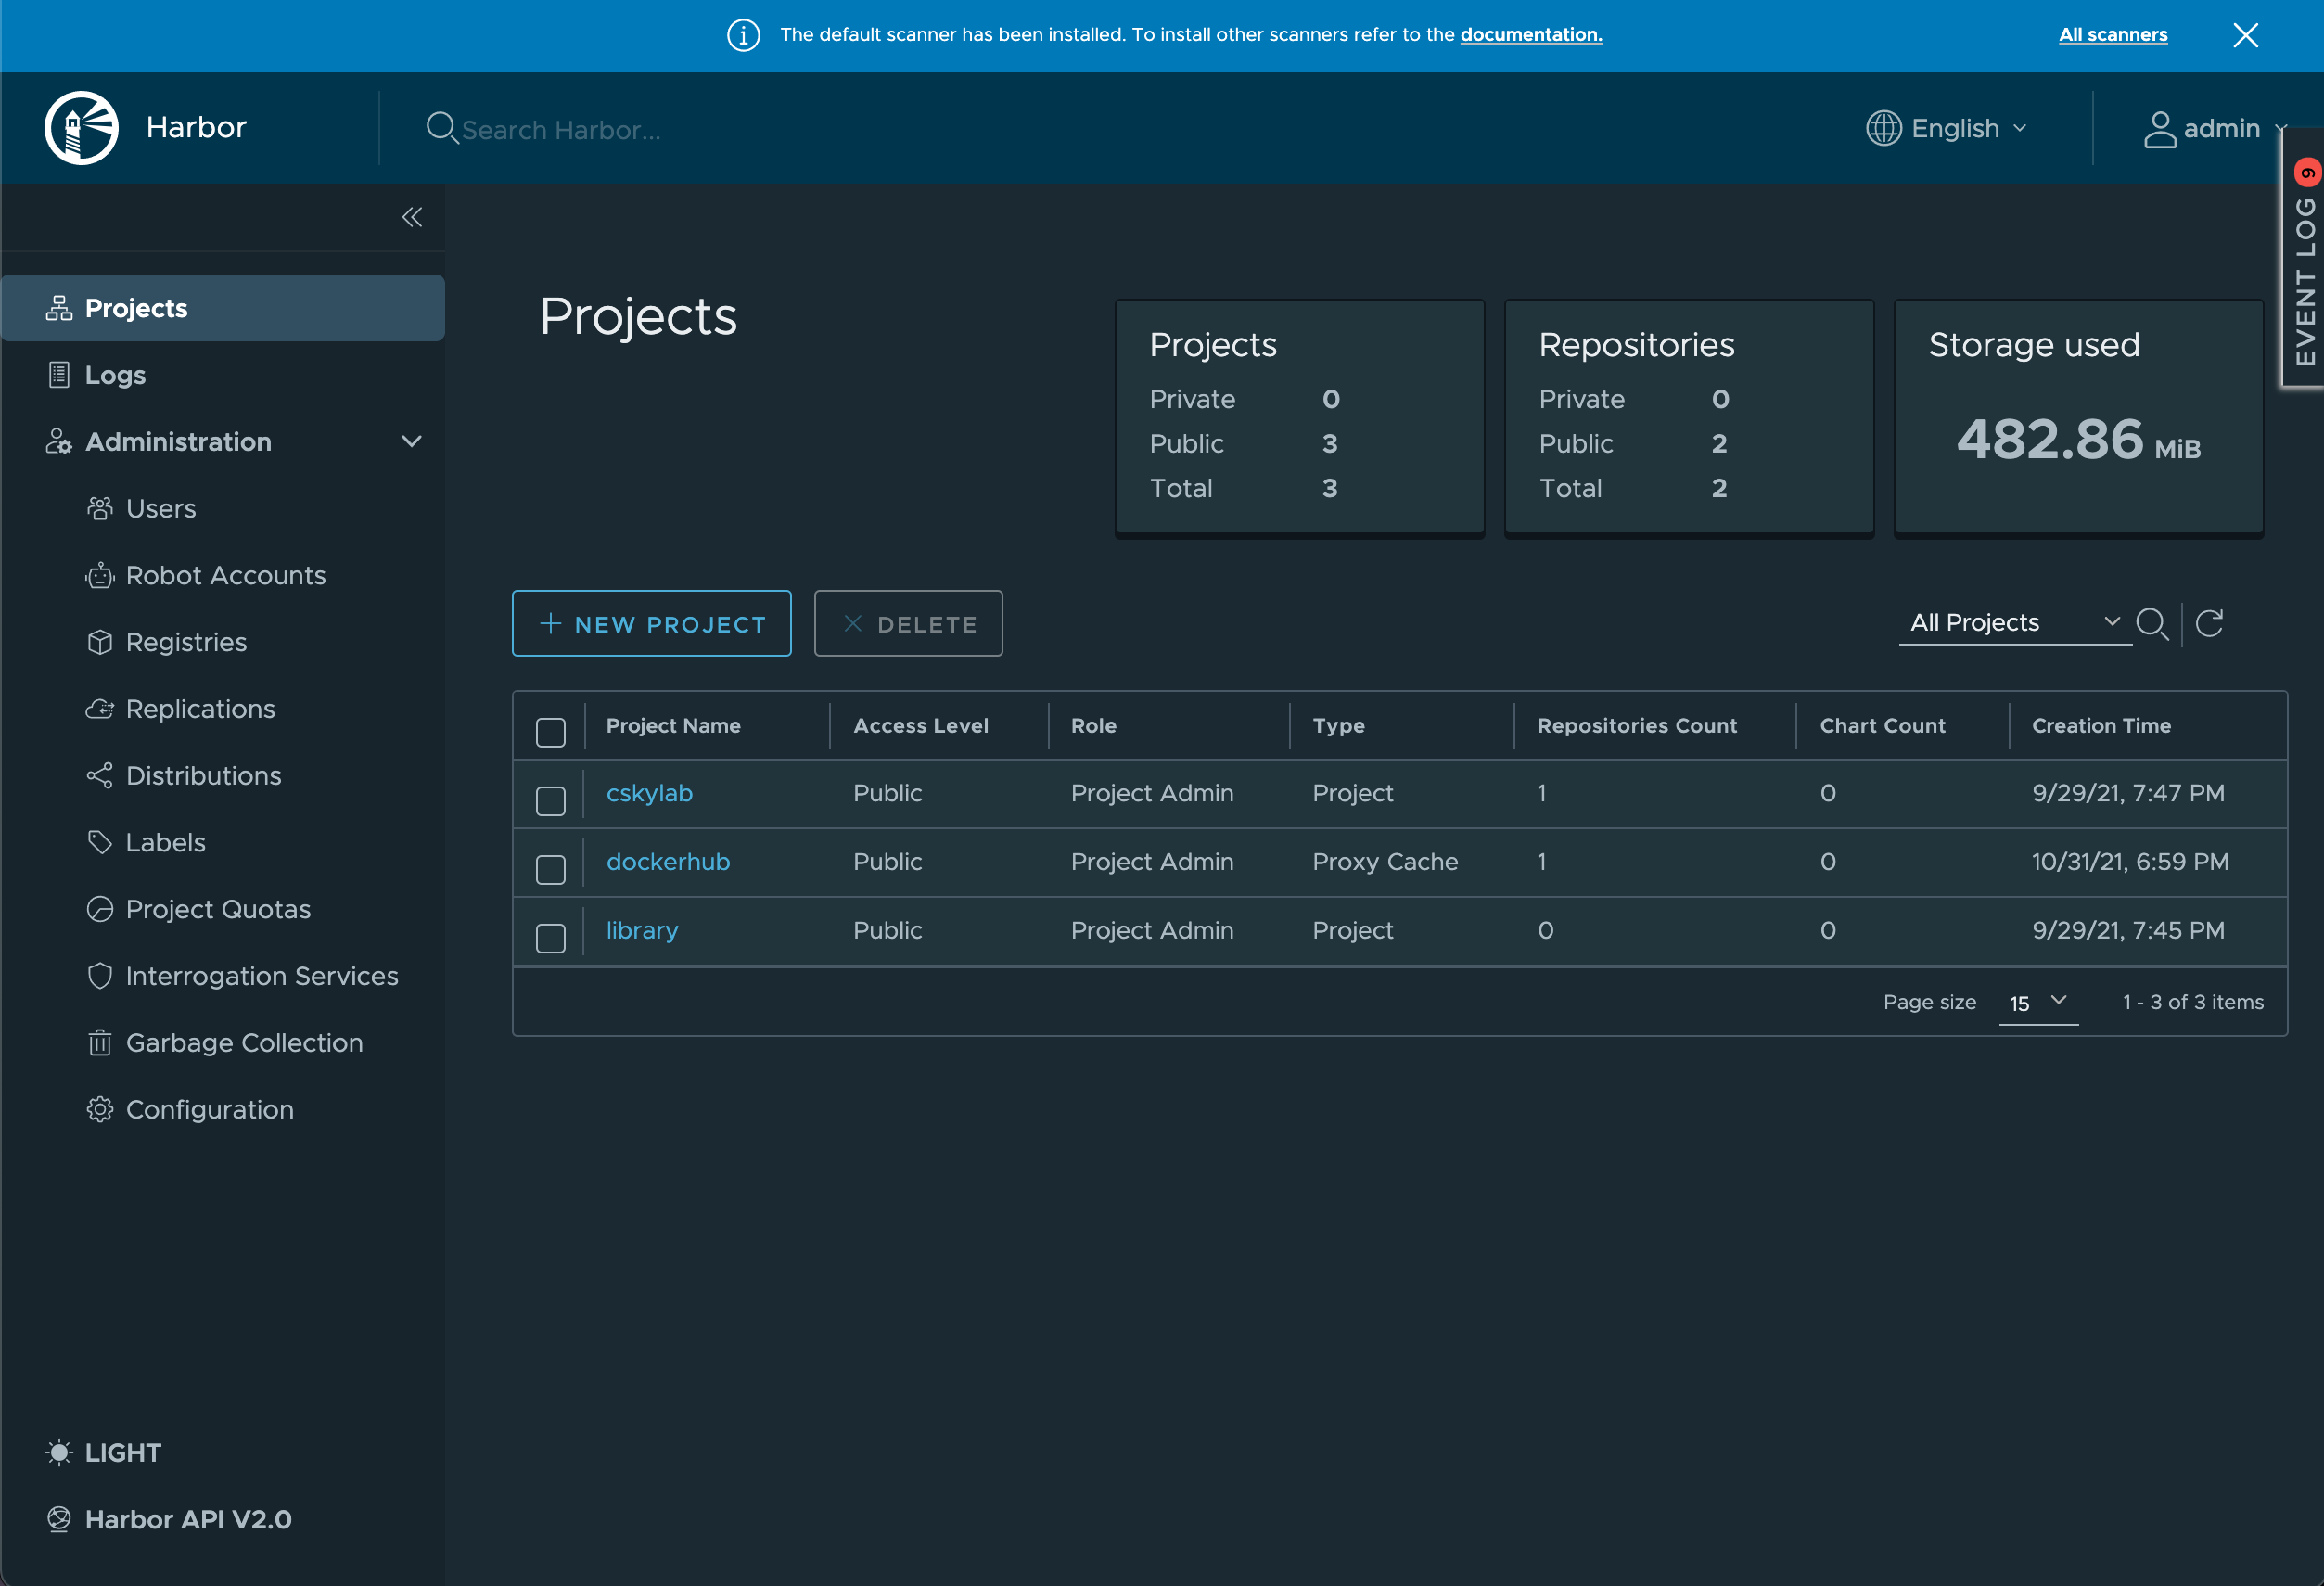 The default scanner has been installed. To install other scanners refer to the documentation.
All scanners
Harbor
Search Harbor...
English
admin
EVENT LOG 9
Projects
Logs
Administration
Users
Robot Accounts
Registries
Replications
Distributions
Labels
Project Quotas
Interrogation Services
Garbage Collection
Configuration
LIGHT
Harbor API V2.0
Projects
Projects
Private 0
Public 3
Total 3
Repositories
Private 0
Public 2
Total 2
Storage used
482.86 MiB
NEW PROJECT
DELETE
All Projects
Project Name Access Level Role Type Repositories Count Chart Count Creation Time
cskylab Public Project Admin Project 1 0 9/29/21, 7:47 PM
dockerhub Public Project Admin Proxy Cache 1 0 10/31/21, 6:59 PM
library Public Project Admin Project 0 0 9/29/21, 7:45 PM
Page size 15 1 - 3 of 3 items